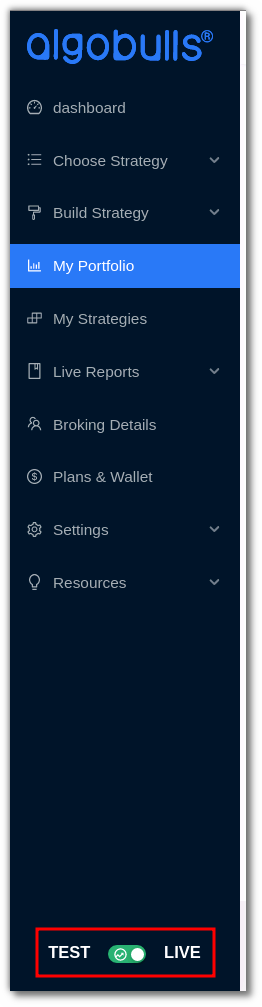 algobulls®
dashboard
Choose Strategy
Build Strategy
My Portfolio
My Strategies
Live Reports
Broking Details
Plans & Wallet
Settings
Resources
TEST LIVE